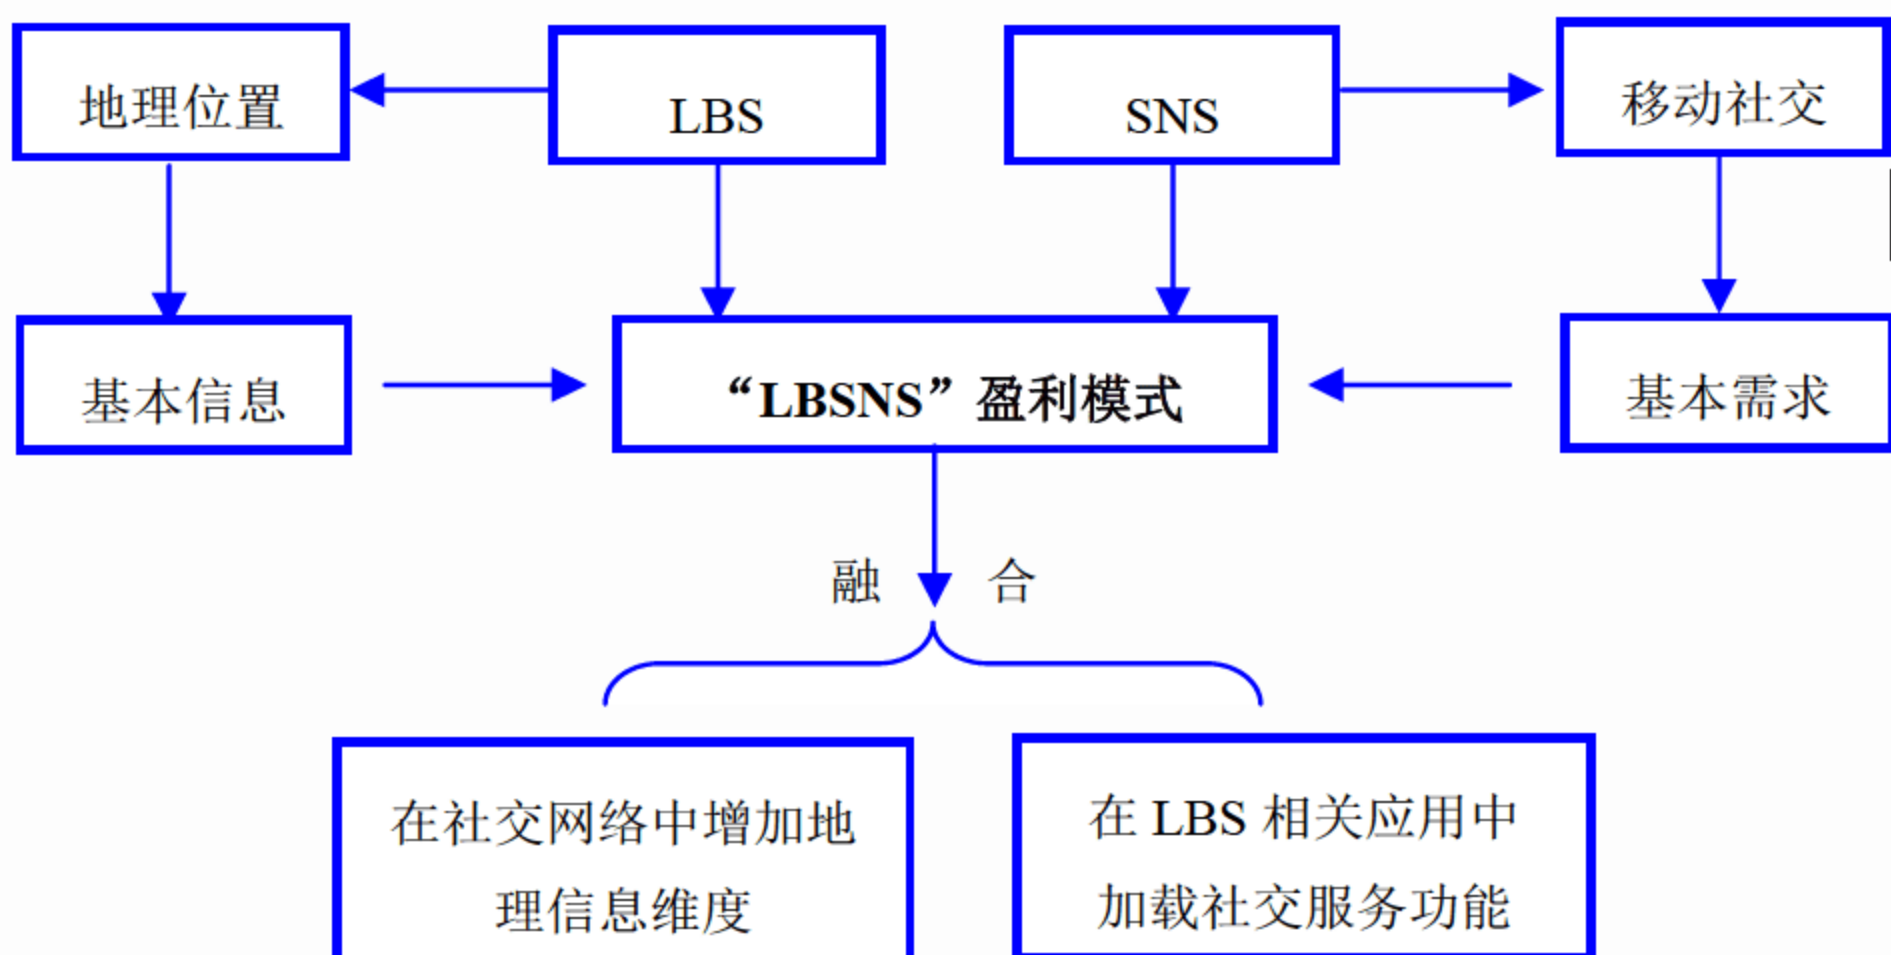 地理位置
LBS
SNS
移动社交
基本信息
“LBSNS”盈利模式
基本需求
融 合
在社交网络中增加地
理信息维度
在 LBS 相关应用中
加载社交服务功能